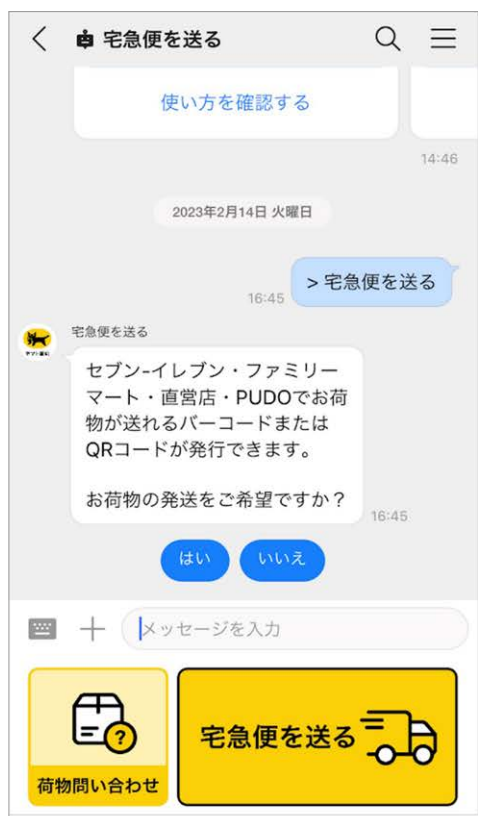 宅急便を送る
使い方を確認する
14:46
2023年2月14日 火曜日
> 宅急便を送る
16:45
宅急便を送る
セブン-イレブン・ファミリー
マート・直営店・PUDOでお荷
物が送れるバーコードまたは
QRコードが発行できます。
お荷物の発送をご希望ですか？
16:45
はい
いいえ
メッセージを入力
荷物問い合わせ
宅急便を送る